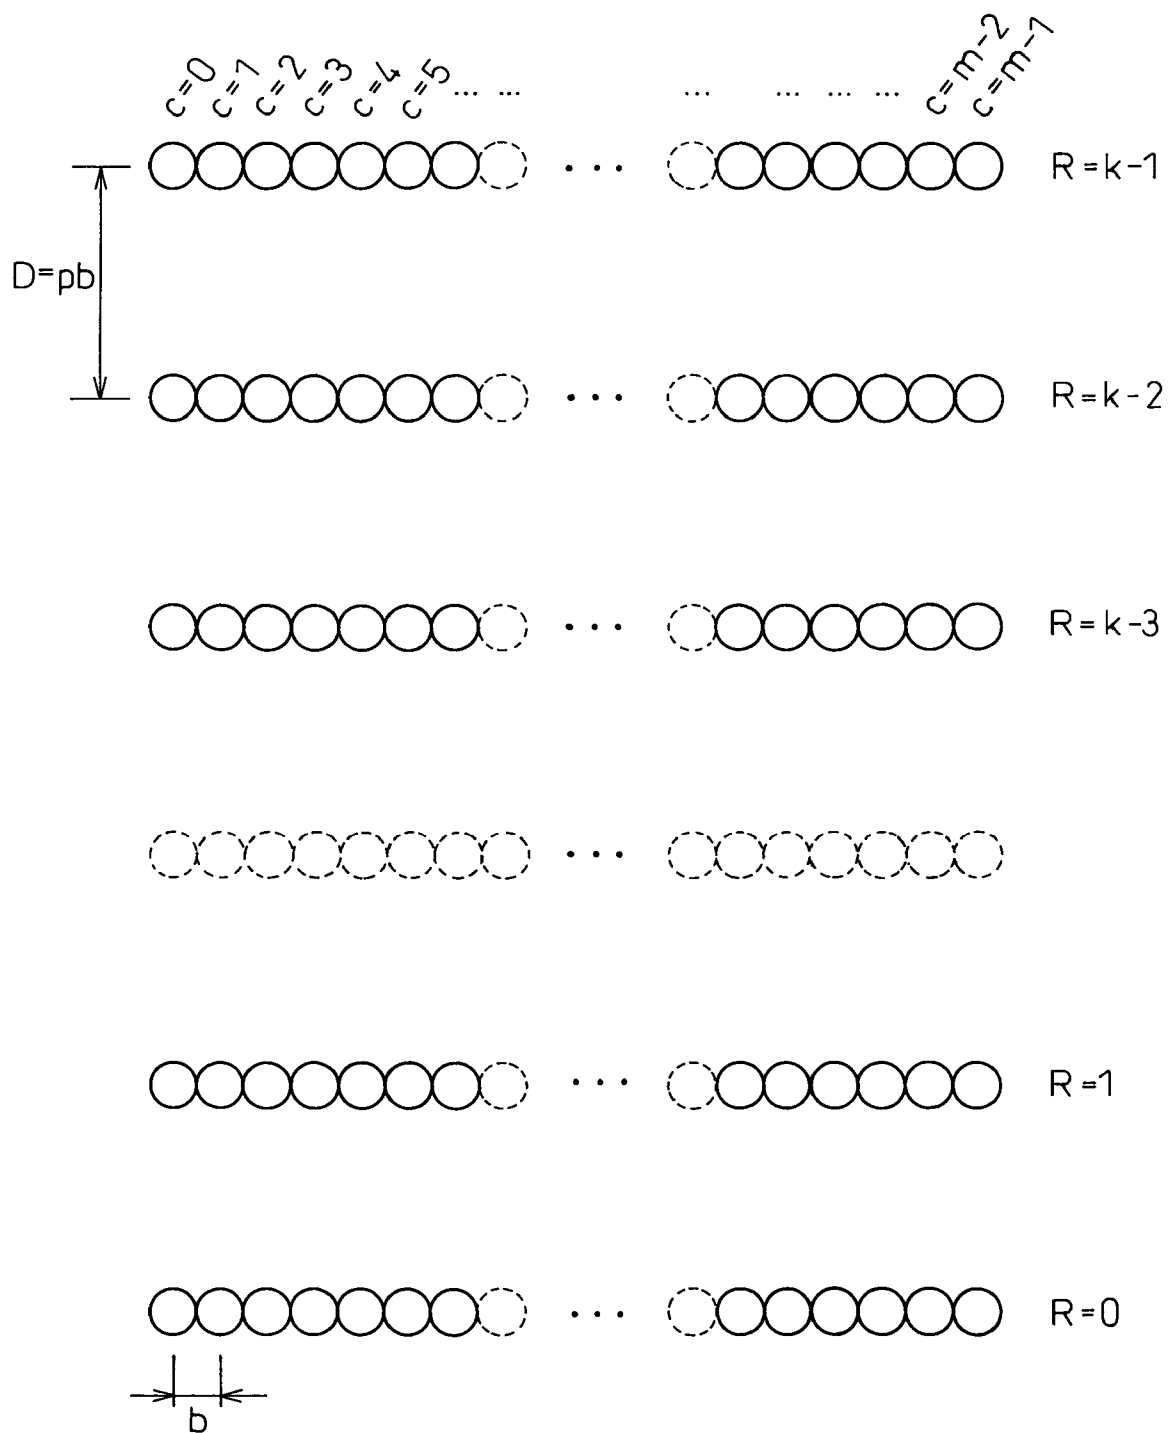 c=0 c=1 c=2 c=3 c=4 c=5 ... ... ... ... ... ... c=m-2 c=m-1
R=k-1
D=pb
R=k-2
R=k-3
R=1
R=0
b